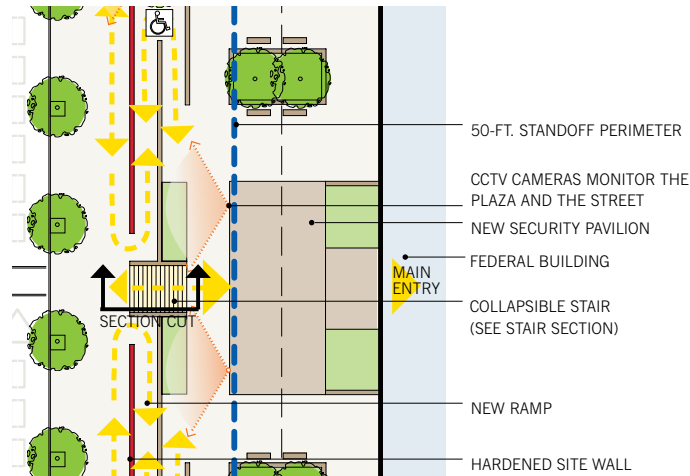 50-FT. STANDOFF PERIMETER
CCTV CAMERAS MONITOR THE
PLAZA AND THE STREET
NEW SECURITY PAVILION
FEDERAL BUILDING
MAIN
ENTRY
COLLAPSIBLE STAIR
(SEE STAIR SECTION)
SECTION CUT
NEW RAMP
HARDENED SITE WALL